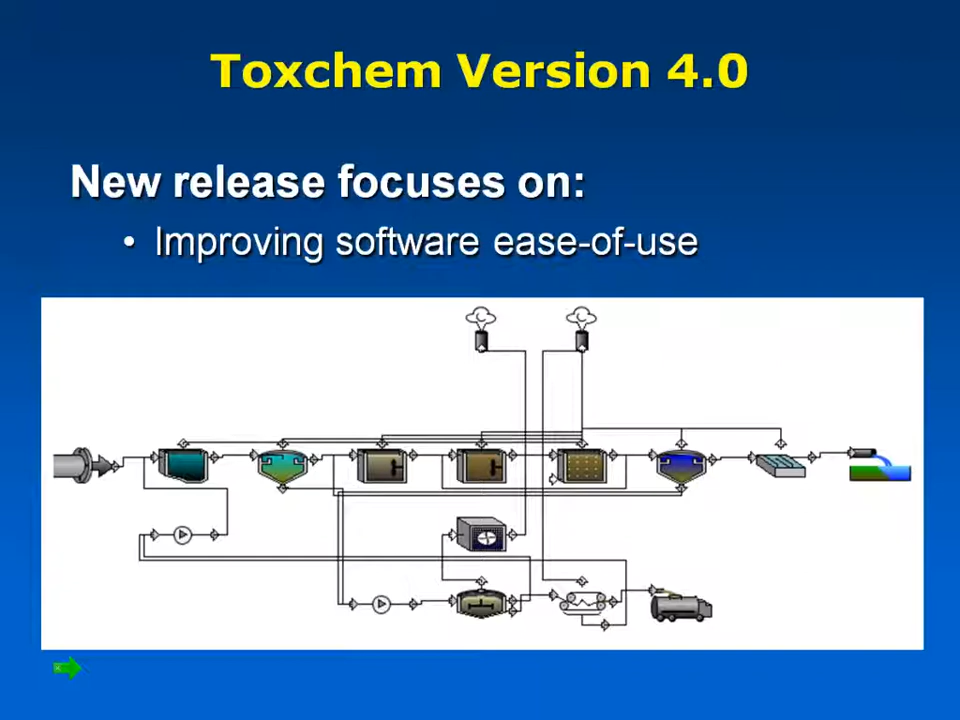 Toxchem Version 4.0
New release focuses on:
• Improving software ease-of-use